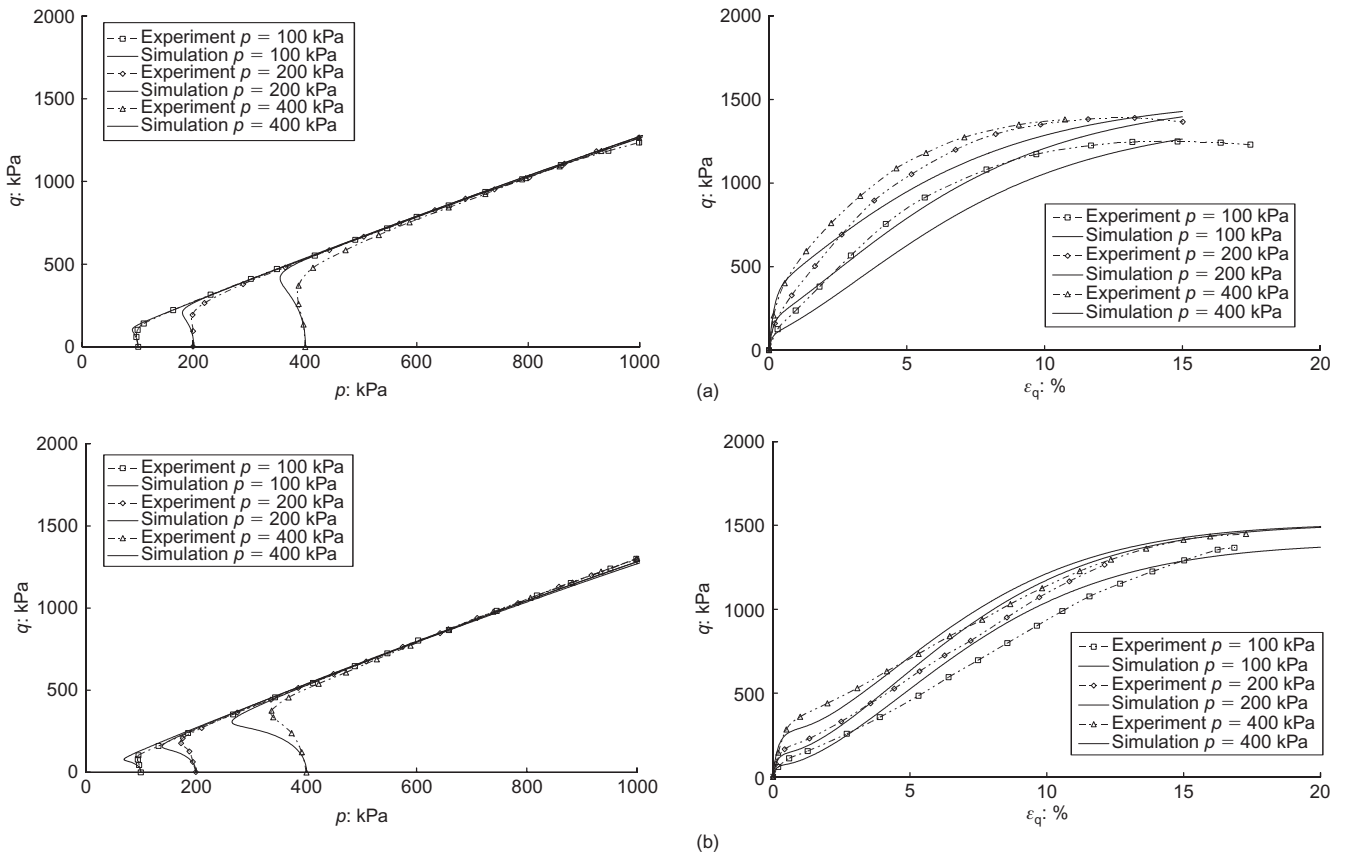 2000
1500
1000
500
0
q: kPa
Experiment p = 100 kPa
Simulation p = 100 kPa
Experiment p = 200 kPa
Simulation p = 200 kPa
Experiment p = 400 kPa
Simulation p = 400 kPa
0 200 400 600 800 1000
p: kPa
2000
1500
1000
500
0
q: kPa
Experiment p = 100 kPa
Simulation p = 100 kPa
Experiment p = 200 kPa
Simulation p = 200 kPa
Experiment p = 400 kPa
Simulation p = 400 kPa
0 5 10 15 20
εq: %
(a)
2000
1500
1000
500
0
q: kPa
Experiment p = 100 kPa
Simulation p = 100 kPa
Experiment p = 200 kPa
Simulation p = 200 kPa
Experiment p = 400 kPa
Simulation p = 400 kPa
0 200 400 600 800 1000
p: kPa
2000
1500
1000
500
0
q: kPa
Experiment p = 100 kPa
Simulation p = 100 kPa
Experiment p = 200 kPa
Simulation p = 200 kPa
Experiment p = 400 kPa
Simulation p = 400 kPa
0 5 10 15 20
εq: %
(b)